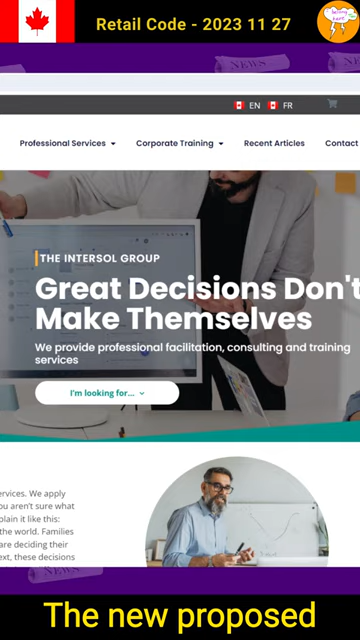 Retail Code - 2023 11 27
NEWS
EN FR
Professional Services Corporate Training Recent Articles Contact
THE INTERSOL GROUP
Great Decisions Don't
Make Themselves
We provide professional facilitation, consulting and training
services
I'm looking for...
ervices. We apply
ou aren't sure what
plain it like this:
the world. Families
are deciding their
ext, these decisions
NEWS
The new proposed